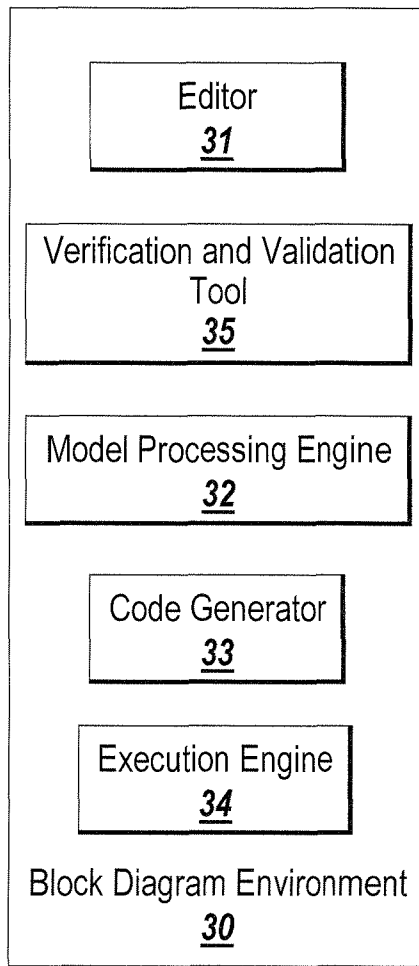 Editor
31
Verification and Validation
Tool
35
Model Processing Engine
32
Code Generator
33
Execution Engine
34
Block Diagram Environment
30